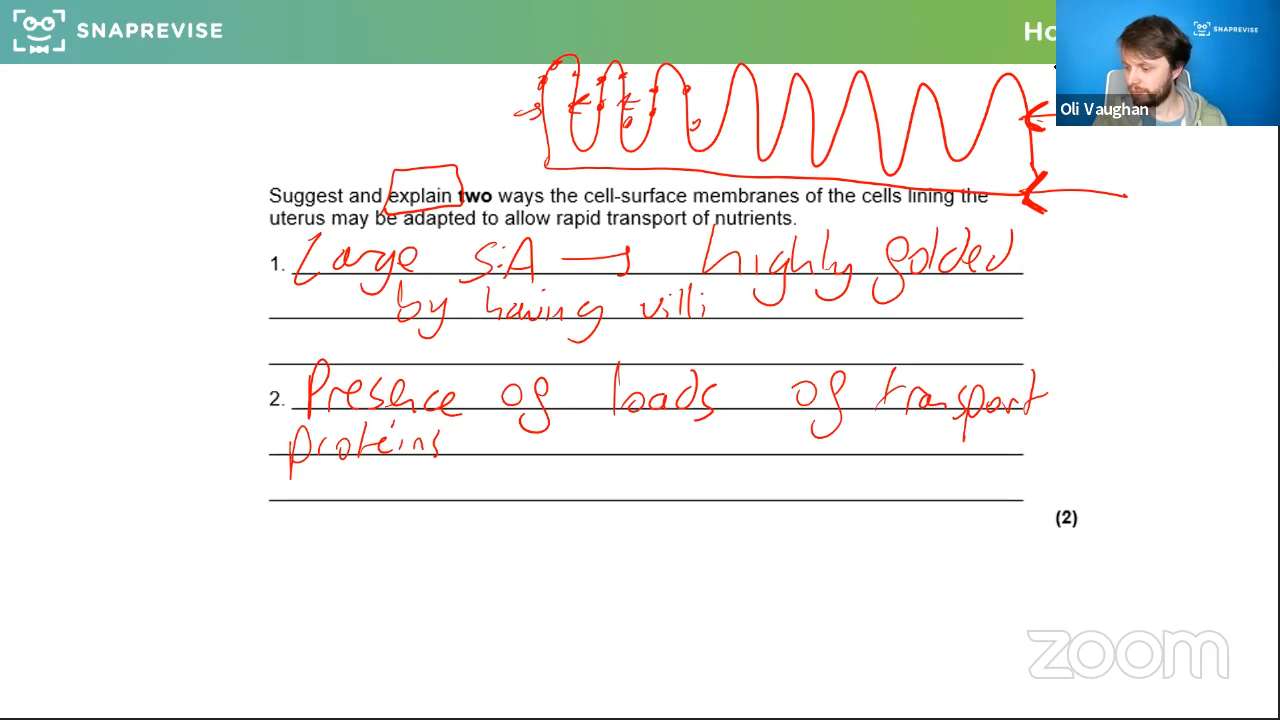 SNAPREVISE
Ho
SNAPREVISE
Oli Vaughan
Suggest and explain two ways the cell-surface membranes of the cells lining the
uterus may be adapted to allow rapid transport of nutrients.
1. Large S:A → highly folded
by having villi
2. Presence of loads of transport
proteins
(2)
zoom